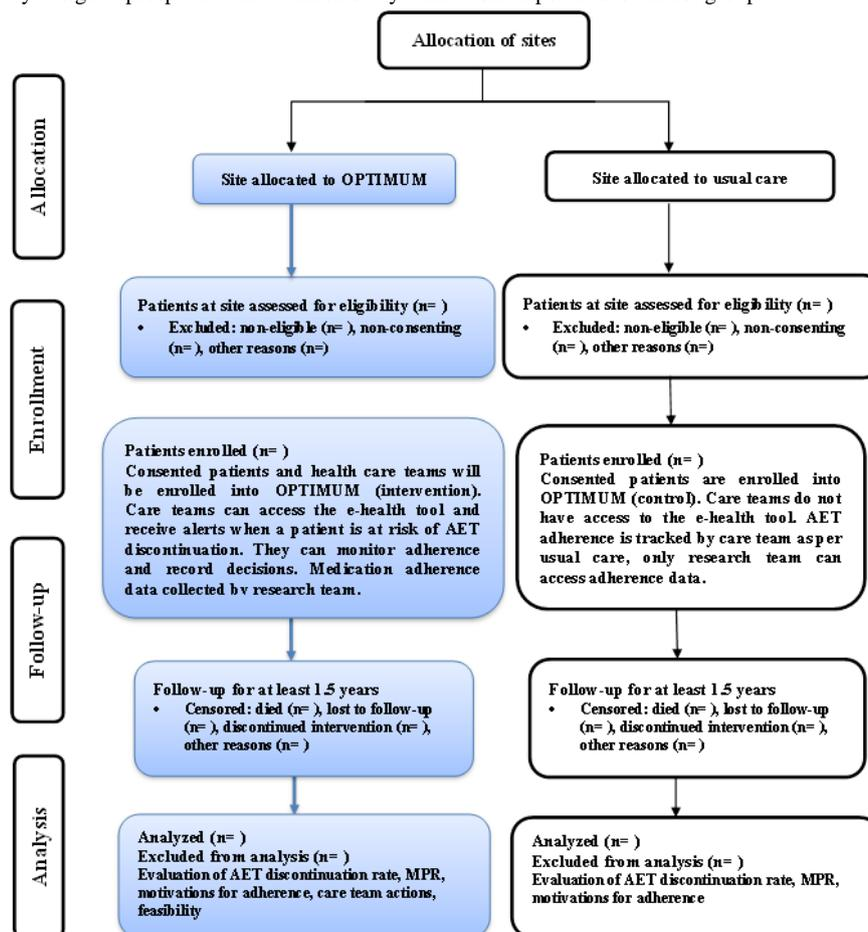 Allocation of sites
Allocation
Site allocated to OPTIMUM
Site allocated to usual care
Enrollment
Patients at site assessed for eligibility (n= )
• Excluded: non-eligible (n= ), non-consenting
(n= ), other reasons (n=)
Patients at site assessed for eligibility (n= )
• Excluded: non-eligible (n= ), non-consenting
(n= ), other reasons (n=)
Patients enrolled (n= )
Consented patients and health care teams will
be enrolled into OPTIMUM (intervention).
Care teams can access the e-health tool and
receive alerts when a patient is at risk of AET
discontinuation. They can monitor adherence
and record decisions. Medication adherence
data collected by research team.
Patients enrolled (n= )
Consented patients are enrolled into
OPTIMUM (control). Care teams do not
have access to the e-health tool. AET
adherence is tracked by care team as per
usual care, only research team can
access adherence data.
Follow-up
Follow-up for at least 1.5 years
• Censored: died (n= ), lost to follow-up
(n= ), discontinued intervention (n= ),
other reasons (n= )
Follow-up for at least 1.5 years
• Censored: died (n= ), lost to follow-up
(n= ), discontinued intervention (n= ),
other reasons (n= )
Analysis
Analyzed (n= )
Excluded from analysis (n= )
Evaluation of AET discontinuation rate, MPR,
motivations for adherence, care team actions,
feasibility
Analyzed (n= )
Excluded from analysis (n= )
Evaluation of AET discontinuation rate, MPR,
motivations for adherence